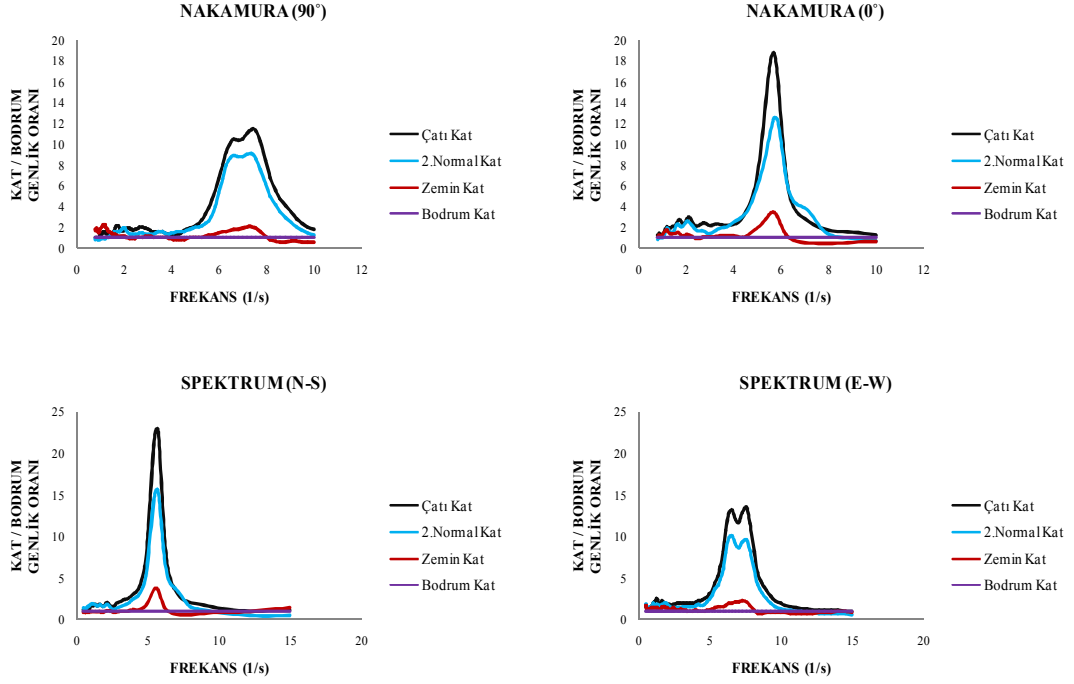 NAKAMURA (90˚)
KAT / BODRUM
GENLİK ORANI
20
18
16
14
12
10
8
6
4
2
0
0 2 4 6 8 10 12
FREKANS (1/s)
Çatı Kat
2.Normal Kat
Zemin Kat
Bodrum Kat
NAKAMURA (0˚)
KAT / BODRUM
GENLİK ORANI
20
18
16
14
12
10
8
6
4
2
0
0 2 4 6 8 10 12
FREKANS (1/s)
Çatı Kat
2.Normal Kat
Zemin Kat
Bodrum Kat
SPEKTRUM (N-S)
KAT / BODRUM
GENLİK ORANI
25
20
15
10
5
0
0 5 10 15 20
FREKANS (1/s)
Çatı Kat
2.Normal Kat
Zemin Kat
Bodrum Kat
SPEKTRUM (E-W)
KAT / BODRUM
GENLİK ORANI
25
20
15
10
5
0
0 5 10 15 20
FREKANS (1/s)
Çatı Kat
2.Normal Kat
Zemin Kat
Bodrum Kat